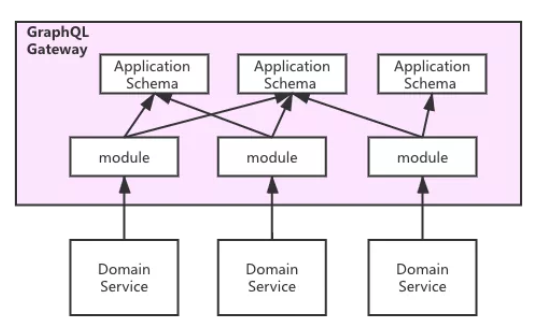 GraphQL
Gateway
Application
Schema
Application
Schema
Application
Schema
module
module
module
Domain
Service
Domain
Service
Domain
Service